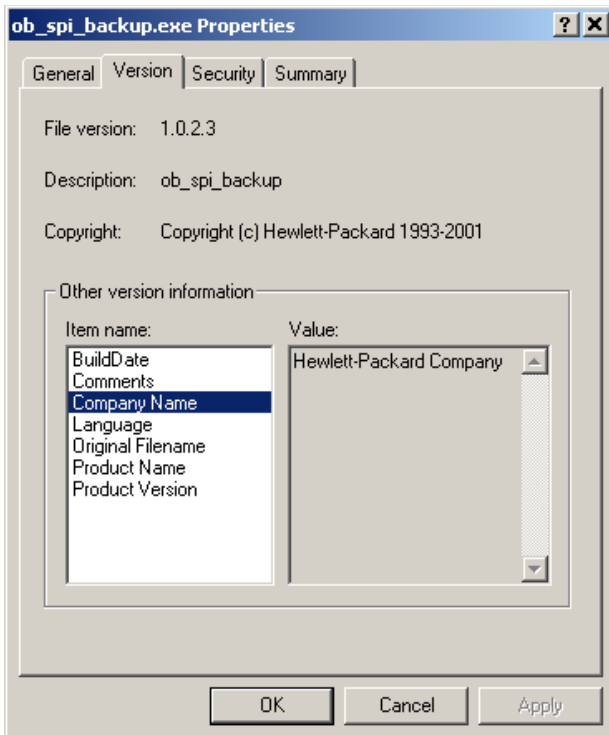 ob_spi_backup.exe Properties
General Version Security Summary
File version: 1.0.2.3
Description: ob_spi_backup
Copyright: Copyright (c) Hewlett-Packard 1993-2001
Other version information
Item name: Value:
BuildDate Hewlett-Packard Company
Comments
Company Name
Language
Original Filename
Product Name
Product Version
OK Cancel Apply